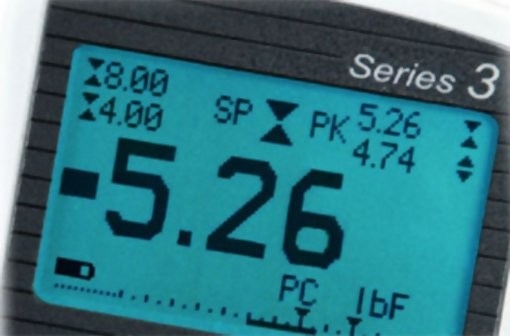 Series 3
8.00
4.00
SP
PK 5.26
4.74
-5.26
PC lbF